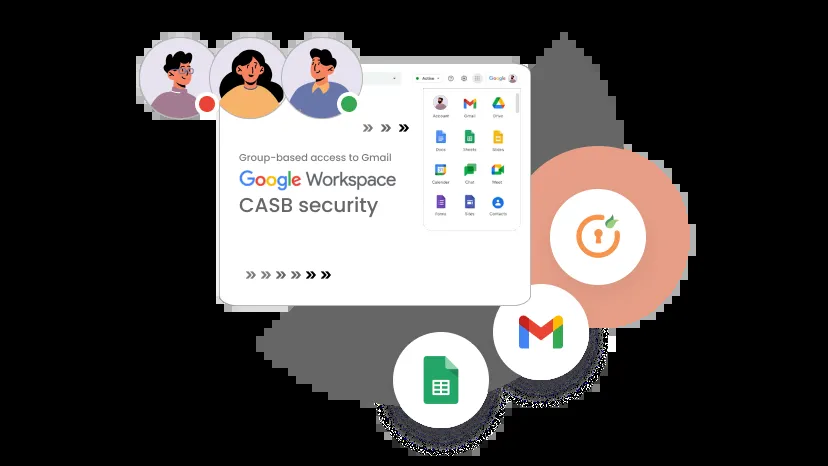 Active
Google
Group-based access to Gmail
Google Workspace
CASB security
Account Gmail Drive
Docs Sheets Slides
Calendar Chat Meet
Forms Sites Contacts